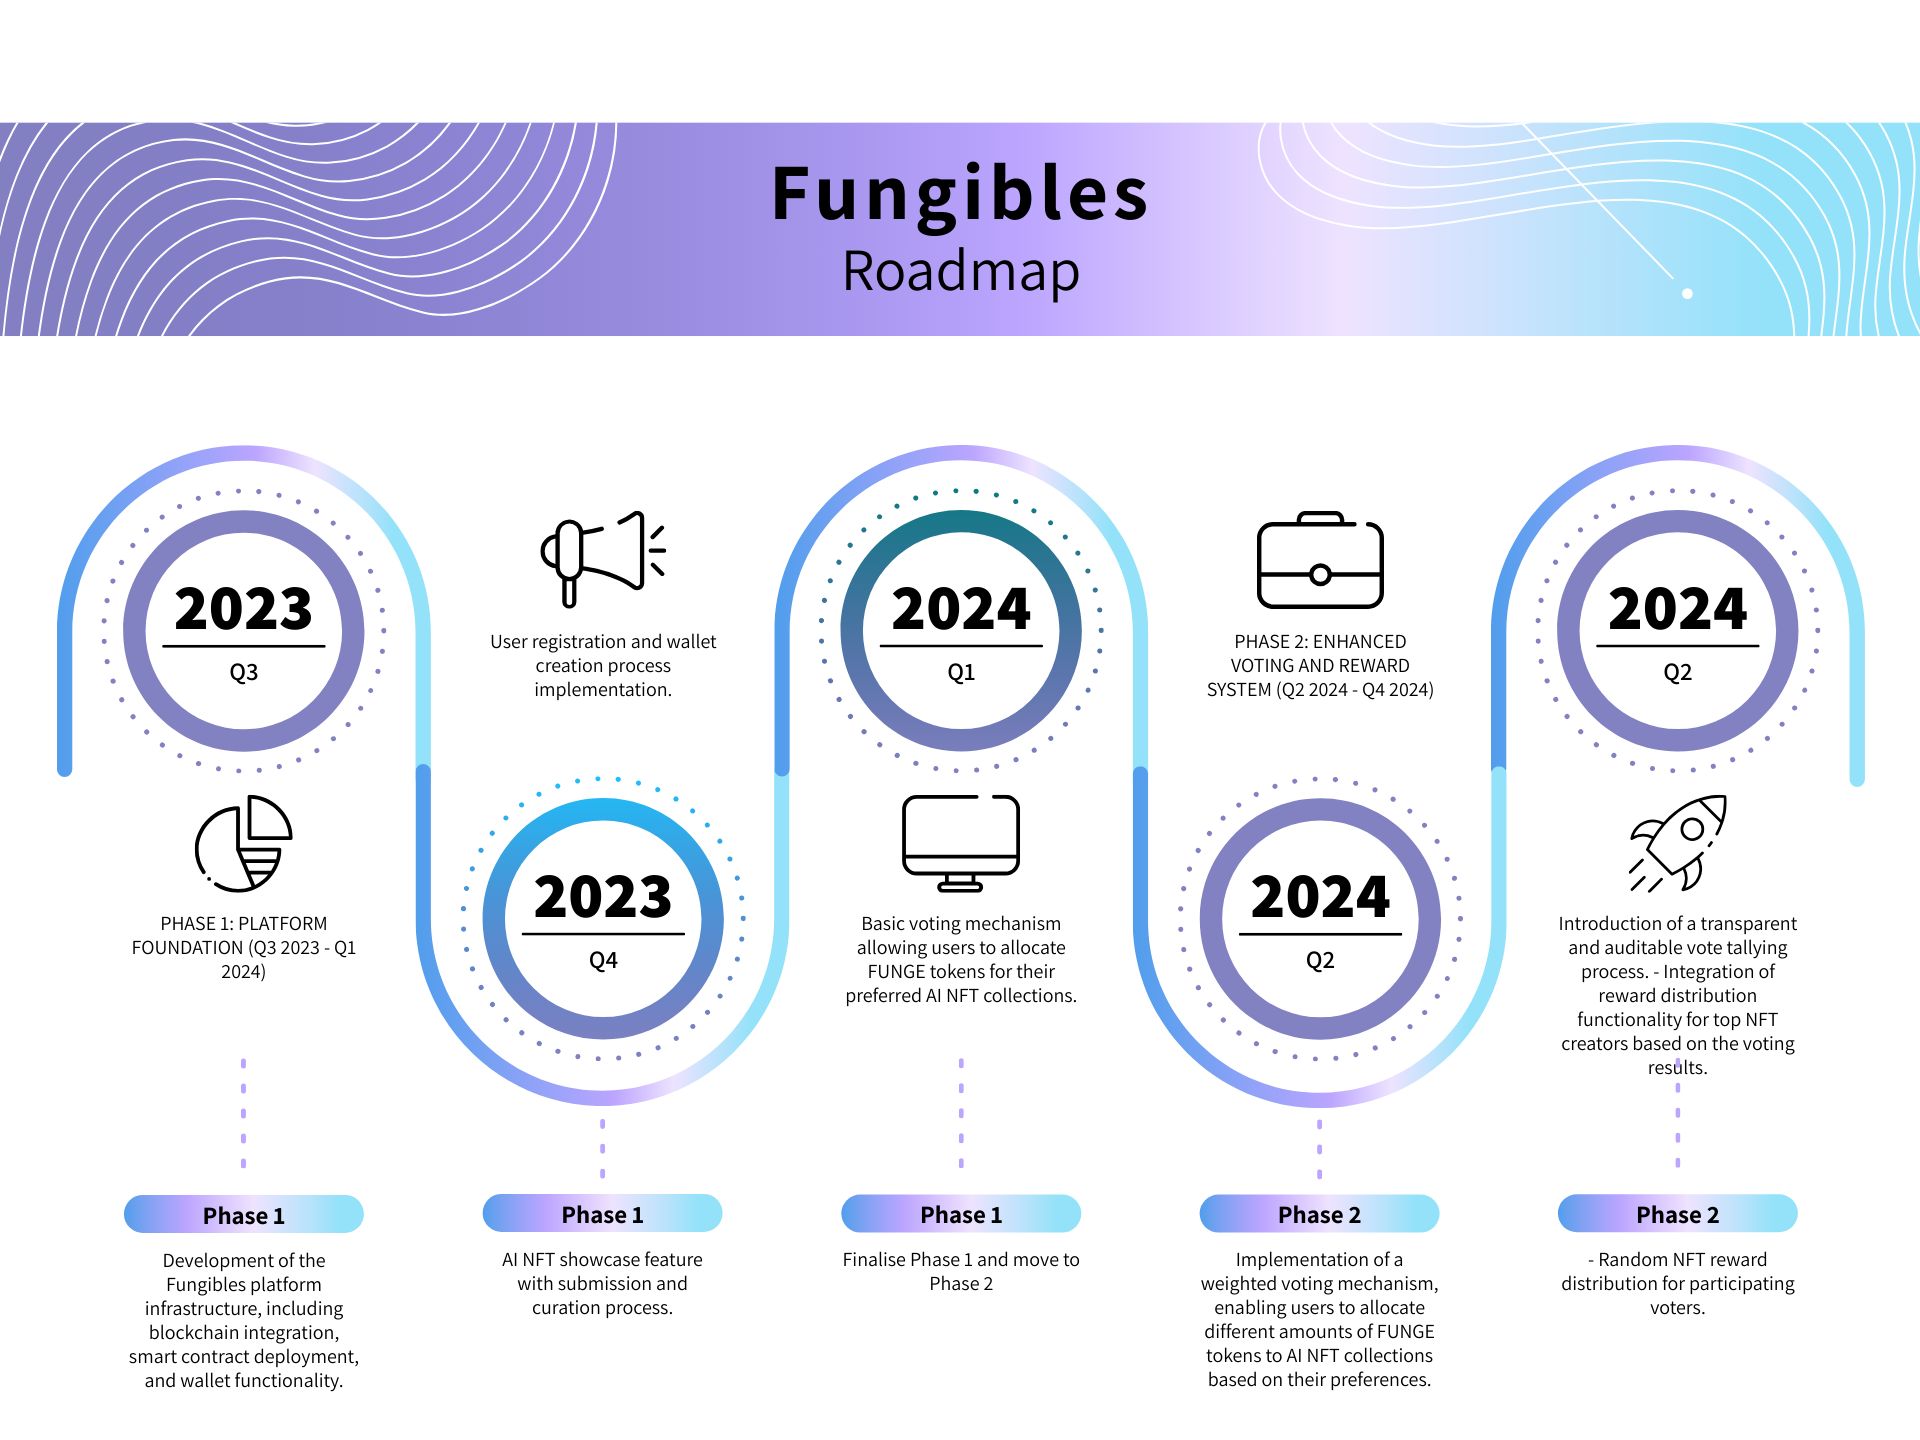 Fungibles
Roadmap
2023
Q3
PHASE 1: PLATFORM
FOUNDATION (Q3 2023 - Q1
2024)
Phase 1
Development of the
Fungibles platform
infrastructure, including
blockchain integration,
smart contract deployment,
and wallet functionality.
User registration and wallet
creation process
implementation.
2023
Q4
Phase 1
AI NFT showcase feature
with submission and
curation process.
2024
Q1
Basic voting mechanism
allowing users to allocate
FUNGE tokens for their
preferred AI NFT collections.
Phase 1
Finalise Phase 1 and move to
Phase 2
PHASE 2: ENHANCED
VOTING AND REWARD
SYSTEM (Q2 2024 - Q4 2024)
2024
Q2
Phase 2
Implementation of a
weighted voting mechanism,
enabling users to allocate
different amounts of FUNGE
tokens to AI NFT collections
based on their preferences.
2024
Q2
Introduction of a transparent
and auditable vote tallying
process. - Integration of
reward distribution
functionality for top NFT
creators based on the voting
results.
Phase 2
- Random NFT reward
distribution for participating
voters.